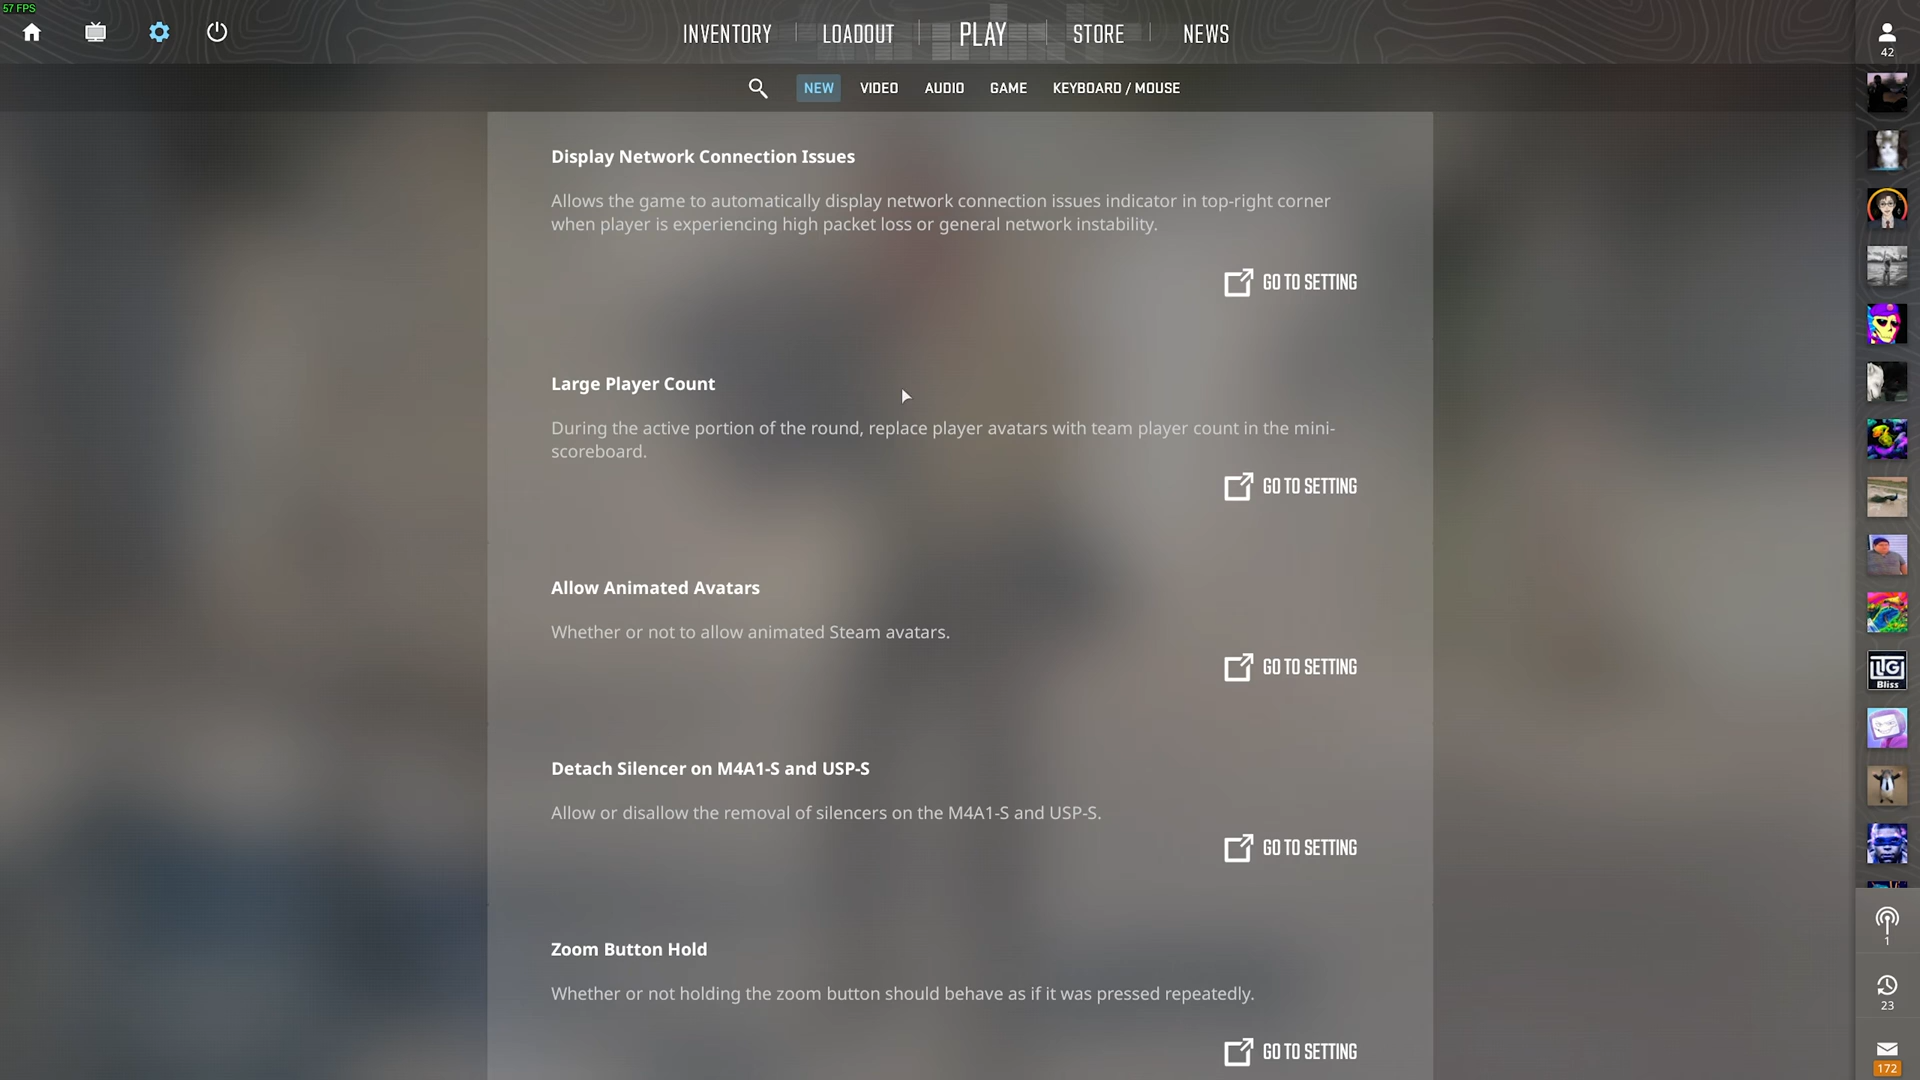 57 FPS
INVENTORY LOADOUT PLAY STORE NEWS
42
NEW VIDEO AUDIO GAME KEYBOARD / MOUSE
Display Network Connection Issues
Allows the game to automatically display network connection issues indicator in top-right corner
when player is experiencing high packet loss or general network instability.
GO TO SETTING
Large Player Count
During the active portion of the round, replace player avatars with team player count in the mini-
scoreboard.
GO TO SETTING
Allow Animated Avatars
Whether or not to allow animated Steam avatars.
GO TO SETTING
LTG
Bliss
Detach Silencer on M4A1-S and USP-S
Allow or disallow the removal of silencers on the M4A1-S and USP-S.
GO TO SETTING
Zoom Button Hold
Whether or not holding the zoom button should behave as if it was pressed repeatedly.
GO TO SETTING
1
23
172